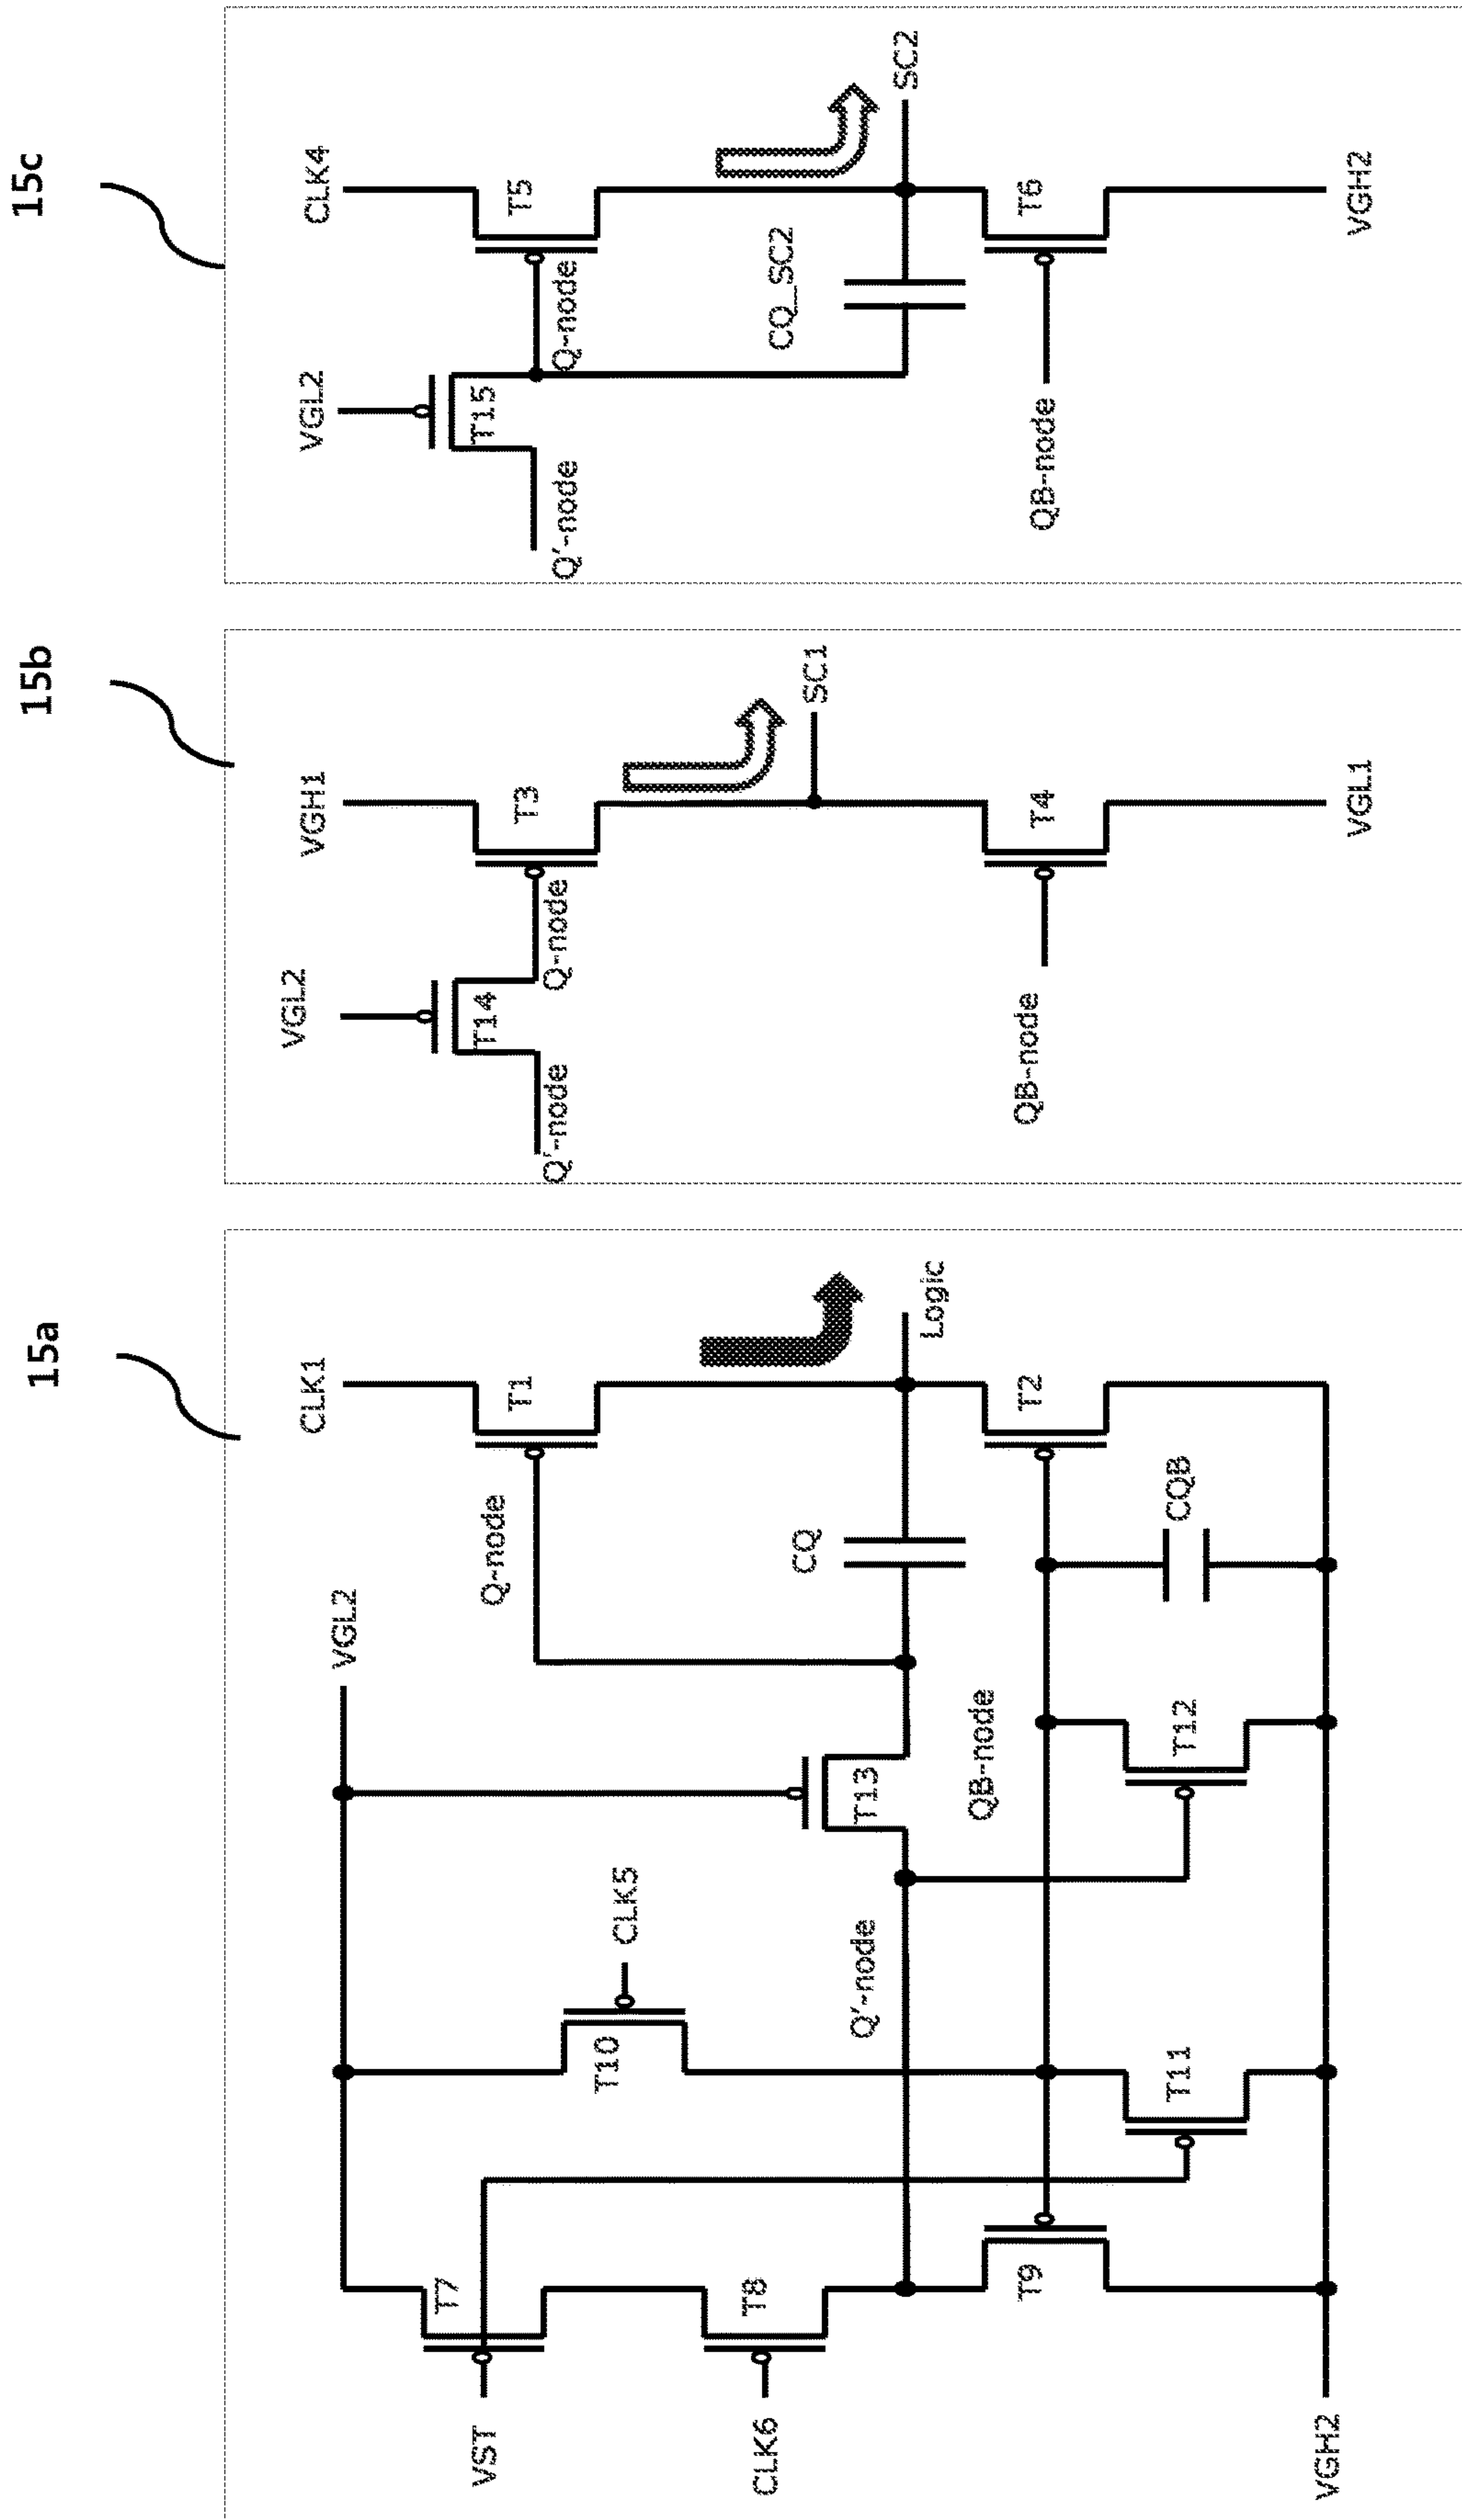 15a
VGL2
CLK1
VST
T7
T10
CLK5
Q-node
T1
CLK6
T8
Q'-node
T13
CQ
Logic
QB-node
T9
T11
T12
CQB
T2
VGH2
15b
VGL2
VGH1
T14
T3
Q'-node
Q-node
SC1
QB-node
T4
VGL1
15c
VGL2
CLK4
T15
T5
Q'-node
Q-node
CQ_SC2
SC2
QB-node
T6
VGH2